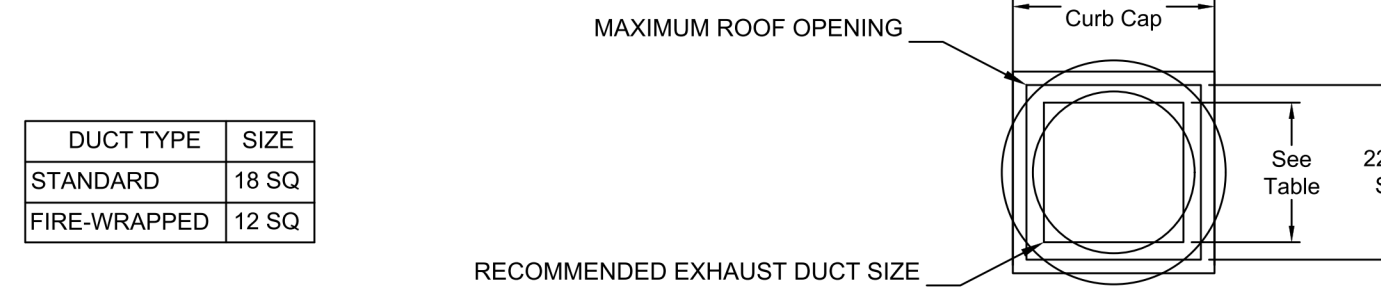 MAXIMUM ROOF OPENING
Curb Cap
DUCT TYPE SIZE
STANDARD 18 SQ
FIRE-WRAPPED 12 SQ
See
Table
RECOMMENDED EXHAUST DUCT SIZE